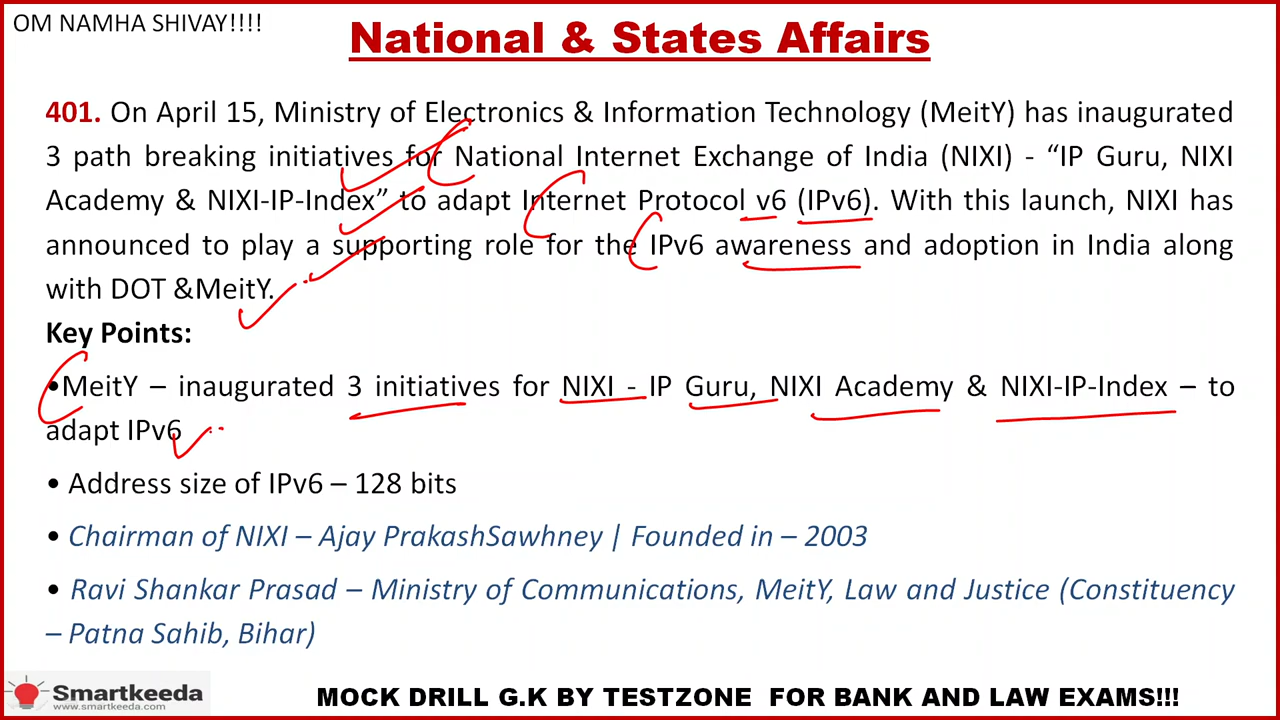 OM NAMHA SHIVAY!!!!
National & States Affairs
401. On April 15, Ministry of Electronics & Information Technology (MeitY) has inaugurated
3 path breaking initiatives for National Internet Exchange of India (NIXI) - “IP Guru, NIXI
Academy & NIXI-IP-Index” to adapt Internet Protocol v6 (IPv6). With this launch, NIXI has
announced to play a supporting role for the IPv6 awareness and adoption in India along
with DOT &MeitY.
Key Points:
•MeitY – inaugurated 3 initiatives for NIXI - IP Guru, NIXI Academy & NIXI-IP-Index – to
adapt IPv6
• Address size of IPv6 – 128 bits
• Chairman of NIXI – Ajay PrakashSawhney | Founded in – 2003
• Ravi Shankar Prasad – Ministry of Communications, MeitY, Law and Justice (Constituency
– Patna Sahib, Bihar)
Smartkeeda
www.smartkeeda.com
MOCK DRILL G.K BY TESTZONE FOR BANK AND LAW EXAMS!!!